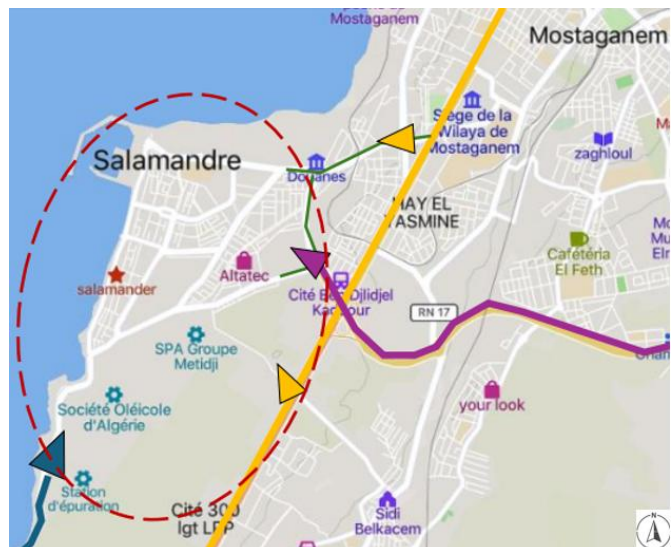 Mostaganem
Mostaganem
Salamandre
Siège de la
Wilaya de
Mostaganem
zaghloul
Douanes
HAY EL
YASMINE
Cafetéria
El Feth
Altatec
salamander
Cité Ben Djlidjel
RN 17
SPA Groupe
Metidji
your look
Société Oléicole
d'Algérie
Station
d'épuration
Cité 300
lgt LPP
Sidi
Belkacem
N